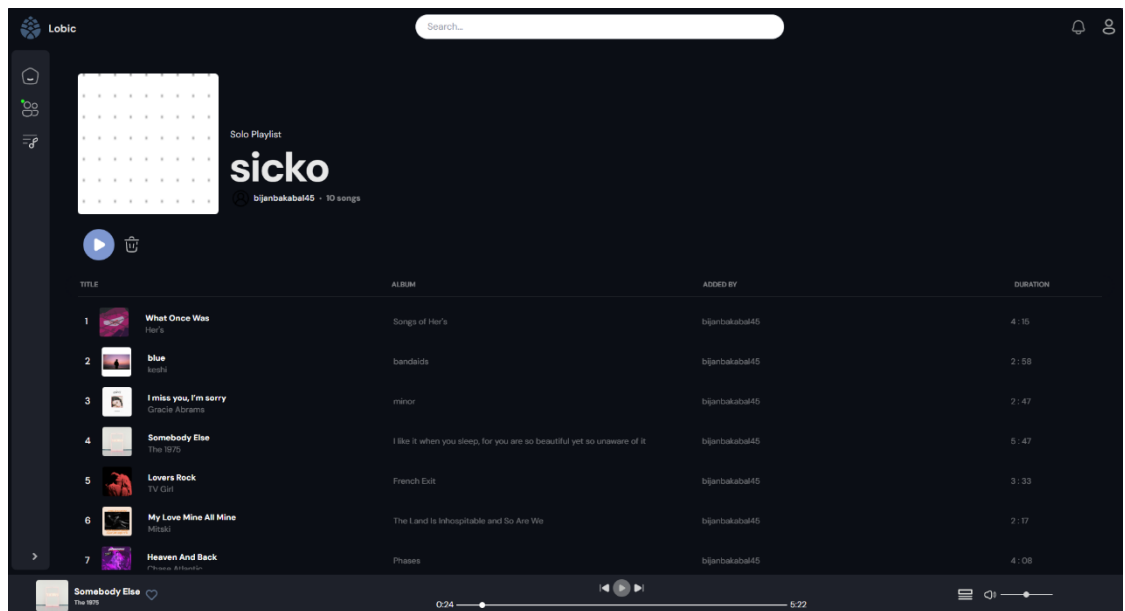 Lobic
Search...
Solo Playlist
sicko
bijanbakabal45 • 10 songs
TITLE ALBUM ADDED BY DURATION
1 What Once Was Songs of Her's bijanbakabal45 4 : 15
Her's
2 blue bandaids bijanbakabal45 2 : 58
keshi
3 I miss you, I'm sorry minor bijanbakabal45 2 : 47
Gracie Abrams
4 Somebody Else I like it when you sleep, for you are so beautiful yet so unaware of it bijanbakabal45 5 : 47
The 1975
5 Lovers Rock French Exit bijanbakabal45 3 : 33
TV Girl
6 My Love Mine All Mine The Land Is Inhospitable and So Are We bijanbakabal45 2 : 17
Mitski
7 Heaven And Back Phases bijanbakabal45 4 : 08
Chase Atlantic
Somebody Else
The 1975
0:24 5:22